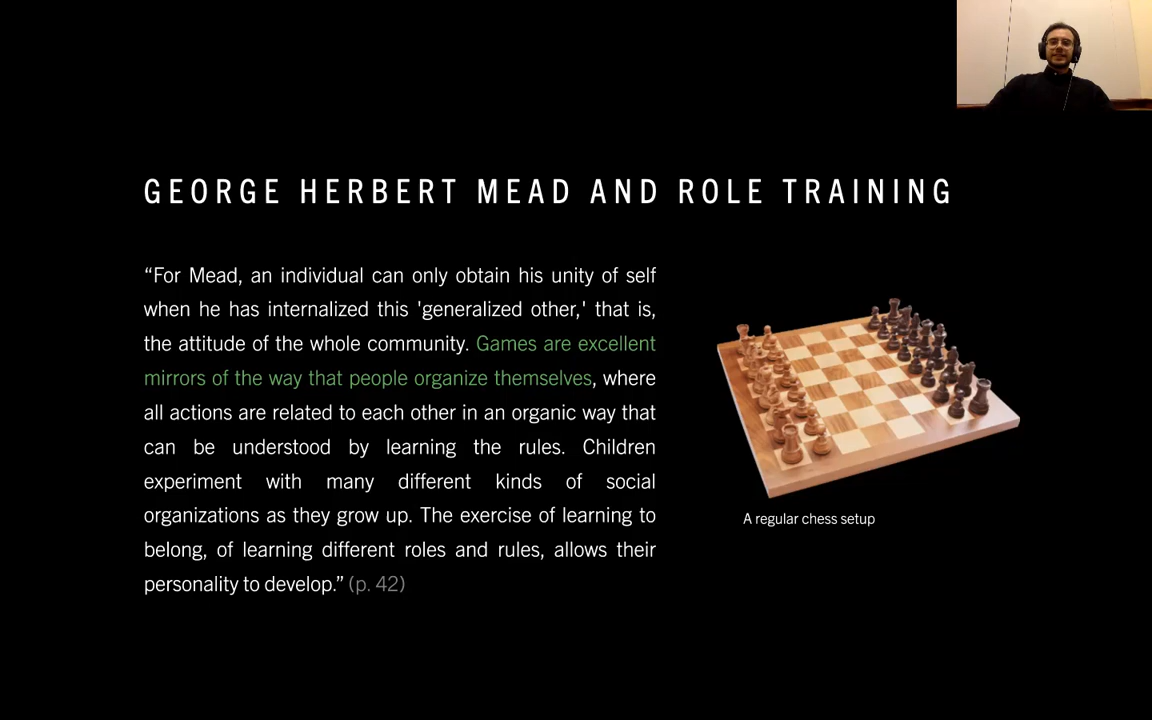 GEORGE HERBERT MEAD AND ROLE TRAINING
“For Mead, an individual can only obtain his unity of self
when he has internalized this 'generalized other,' that is,
the attitude of the whole community. Games are excellent
mirrors of the way that people organize themselves, where
all actions are related to each other in an organic way that
can be understood by learning the rules. Children
experiment with many different kinds of social
organizations as they grow up. The exercise of learning to
belong, of learning different roles and rules, allows their
personality to develop.” (p. 42)
A regular chess setup